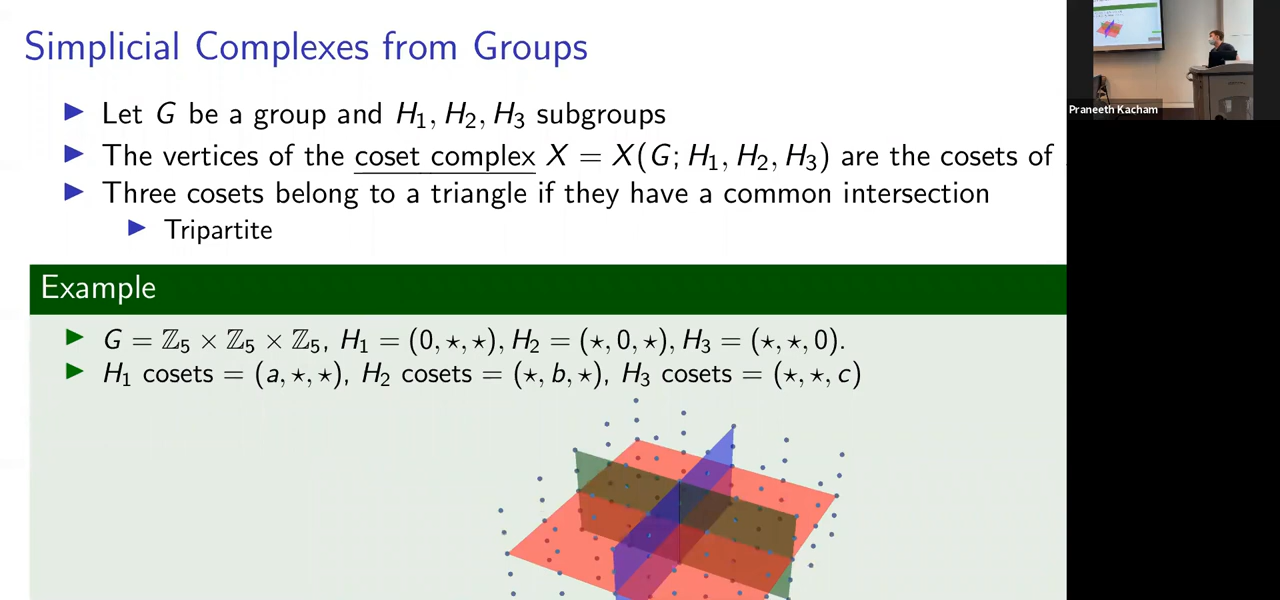 Simplicial Complexes from Groups
Let G be a group and H₁, H₂, H₃ subgroups
The vertices of the coset complex X = X(G; H₁, H₂, H₃) are the cosets of
Three cosets belong to a triangle if they have a common intersection
Tripartite
Example
G = ℤ₅ × ℤ₅ × ℤ₅, H₁ = (0, ⋆, ⋆), H₂ = (⋆, 0, ⋆), H₃ = (⋆, ⋆, 0).
H₁ cosets = (a, ⋆, ⋆), H₂ cosets = (⋆, b, ⋆), H₃ cosets = (⋆, ⋆, c)
Praneeth Kacham